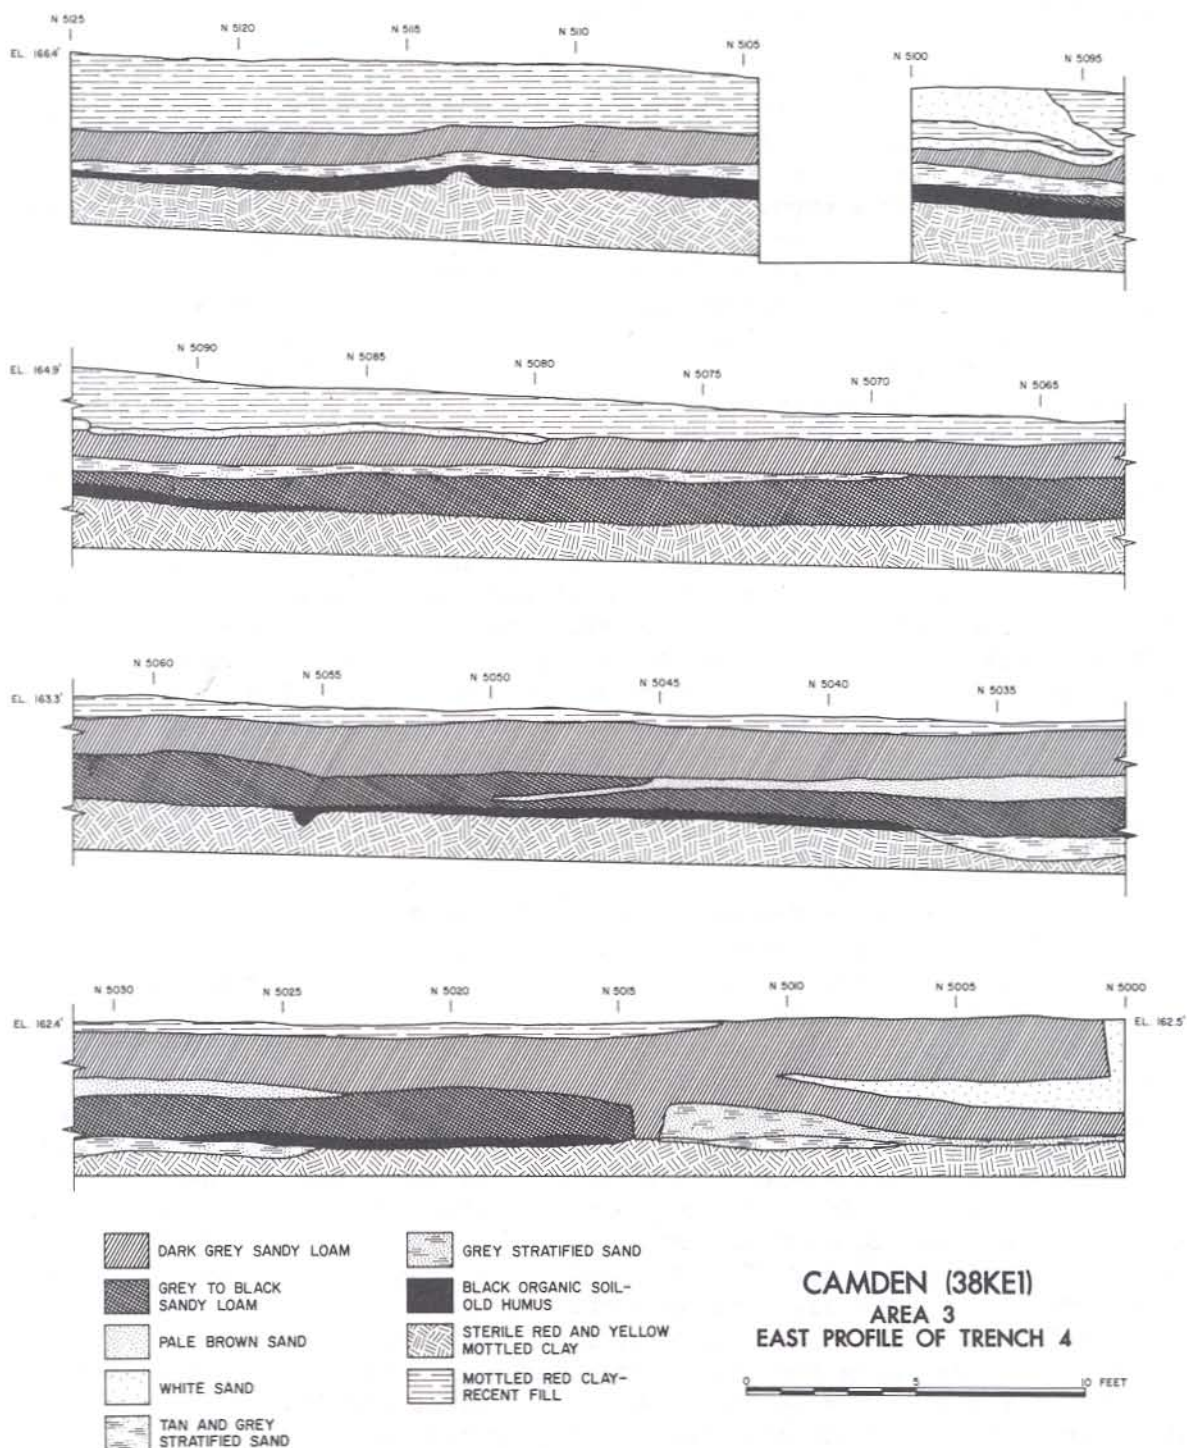 N 5125
N 5120
N 5115
N 5110
N 5105
N 5100
N 5095
EL. 166.4'
N 5090
N 5085
N 5080
N 5075
N 5070
N 5065
EL. 164.9'
N 5060
N 5055
N 5050
N 5045
N 5040
N 5035
EL. 163.3'
N 5030
N 5025
N 5020
N 5015
N 5010
N 5005
N 5000
EL. 162.4'
EL. 162.5'
DARK GREY SANDY LOAM
GREY TO BLACK
SANDY LOAM
PALE BROWN SAND
WHITE SAND
TAN AND GREY
STRATIFIED SAND
GREY STRATIFIED SAND
BLACK ORGANIC SOIL-
OLD HUMUS
STERILE RED AND YELLOW
MOTTLED CLAY
MOTTLED RED CLAY-
RECENT FILL
CAMDEN (38KE1)
AREA 3
EAST PROFILE OF TRENCH 4
0 5 10 FEET